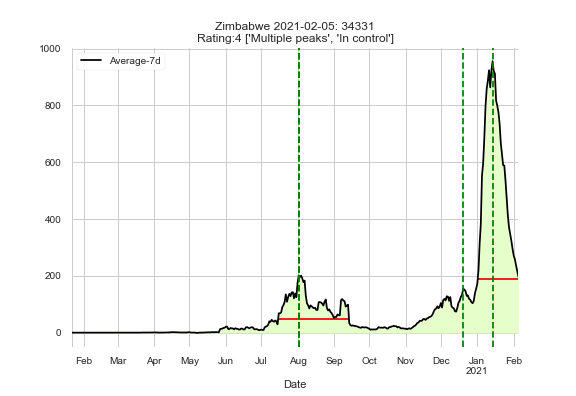 Zimbabwe 2021-02-05: 34331
Rating:4 ['Multiple peaks', 'In control']
Average-7d
1000
800
600
400
200
0
Feb Mar Apr May Jun Jul Aug Sep Oct Nov Dec Jan Feb
2021
Date